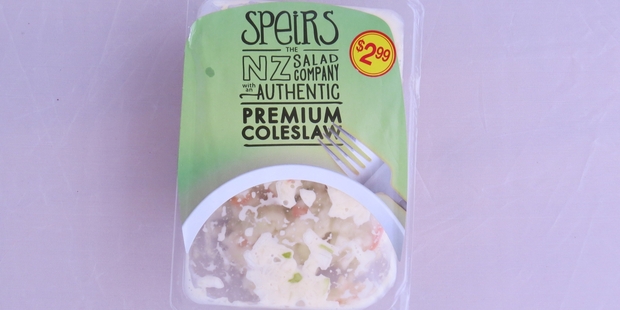 SPEIRS
THE
NZ SALAD COMPANY
with an AUTHENTIC
PREMIUM
COLESLAW
$2.99